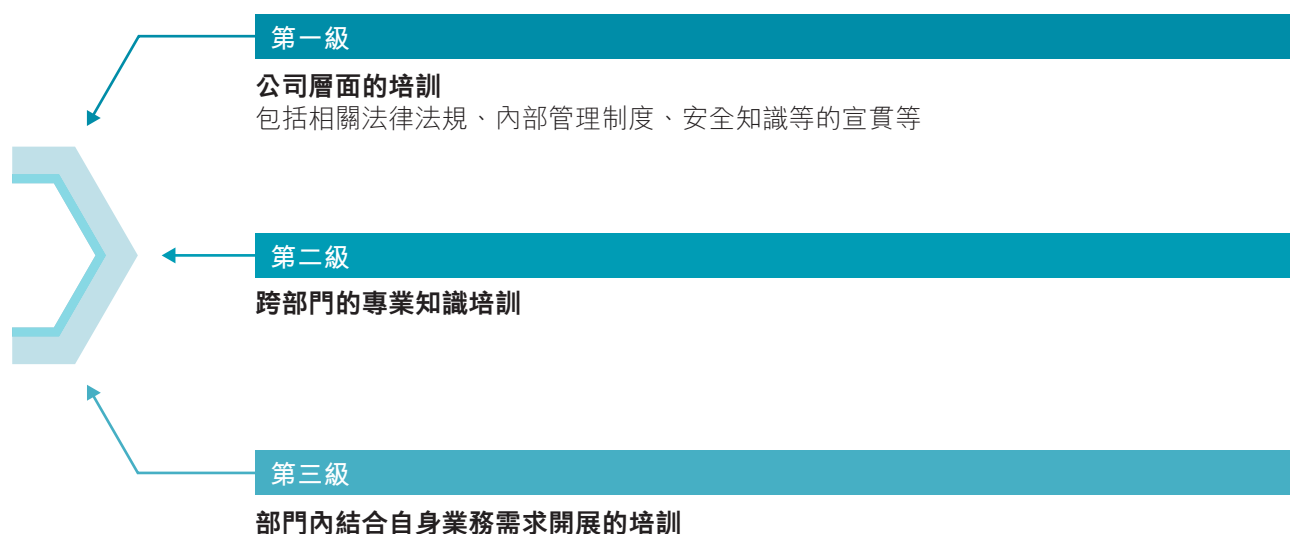 第一級
公司層面的培訓
包括相關法律法規、內部管理制度、安全知識等的宣貫等
第二級
跨部門的專業知識培訓
第三級
部門內結合自身業務需求開展的培訓